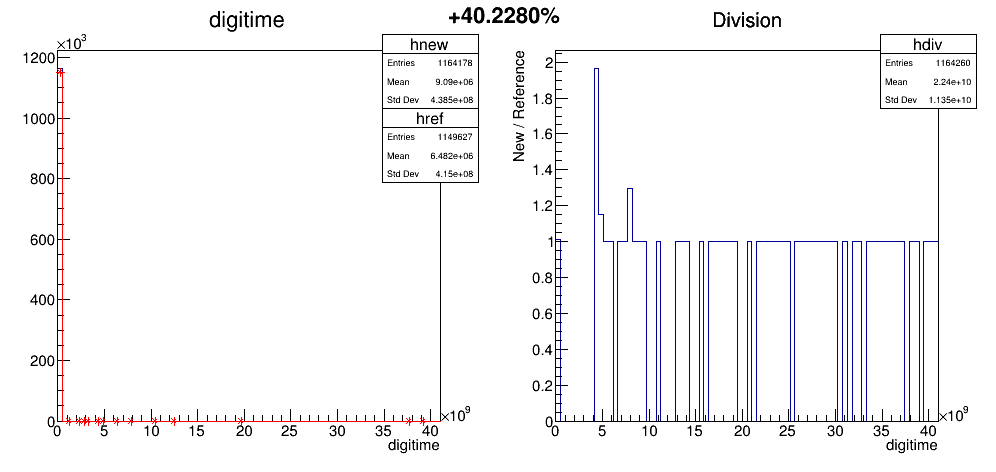 +40.2280%
digitime
×10³
1200
1000
800
600
400
200
0
0 5 10 15 20 25 30 35 40
×10⁹
digitime
hnew
Entries 1164178
Mean 9.09e+06
Std Dev 4.385e+08
href
Entries 1149627
Mean 6.482e+06
Std Dev 4.15e+08
Division
New / Reference
2
1.8
1.6
1.4
1.2
1
0.8
0.6
0.4
0.2
0
0 5 10 15 20 25 30 35 40
×10⁹
digitime
hdiv
Entries 1164260
Mean 2.24e+10
Std Dev 1.135e+10